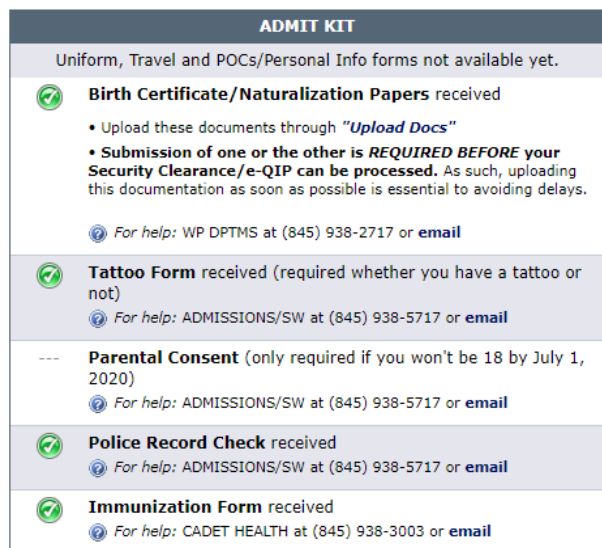 ADMIT KIT
Uniform, Travel and POCs/Personal Info forms not available yet.
Birth Certificate/Naturalization Papers received
• Upload these documents through "Upload Docs"
• Submission of one or the other is REQUIRED BEFORE your
Security Clearance/e-QIP can be processed. As such, uploading
this documentation as soon as possible is essential to avoiding delays.
For help: WP DPTMS at (845) 938-2717 or email
Tattoo Form received (required whether you have a tattoo or
not)
For help: ADMISSIONS/SW at (845) 938-5717 or email
--- Parental Consent (only required if you won't be 18 by July 1,
2020)
For help: ADMISSIONS/SW at (845) 938-5717 or email
Police Record Check received
For help: ADMISSIONS/SW at (845) 938-5717 or email
Immunization Form received
For help: CADET HEALTH at (845) 938-3003 or email